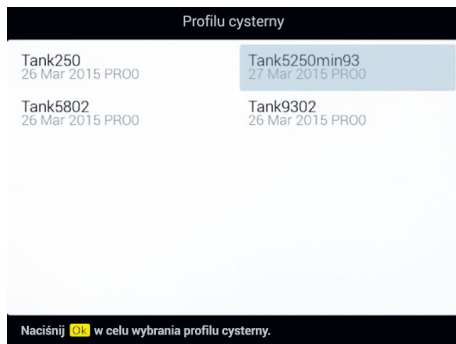 Profilu cysterny
Tank250
26 Mar 2015 PRO0
Tank5250min93
27 Mar 2015 PRO0
Tank5802
26 Mar 2015 PRO0
Tank9302
26 Mar 2015 PRO0
Naciśnij Ok w celu wybrania profilu cysterny.